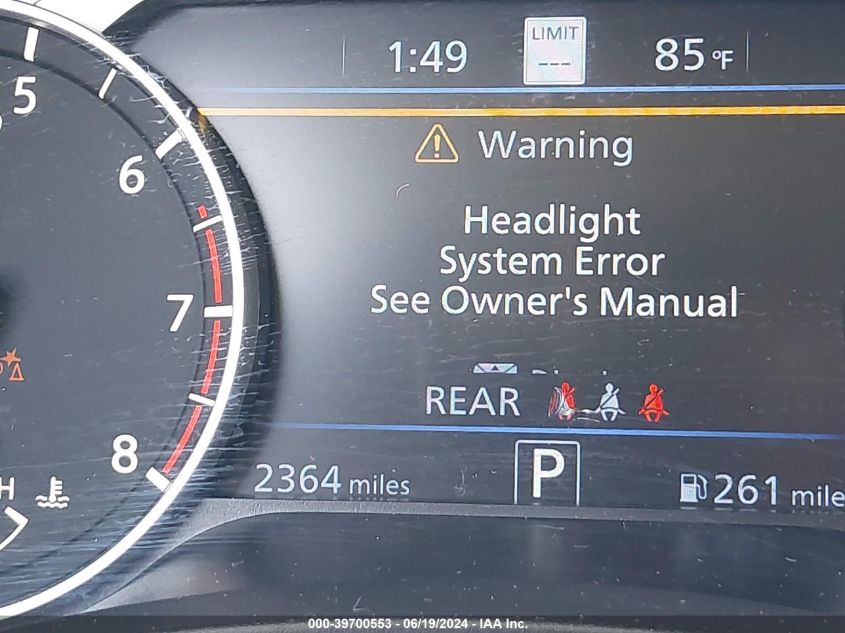 5
6
7
8
H
1:49
LIMIT
---
85 °F
Warning
Headlight
System Error
See Owner's Manual
REAR
2364 miles
P
261 mile
000-39700553 - 06/19/2024 - IAA Inc.